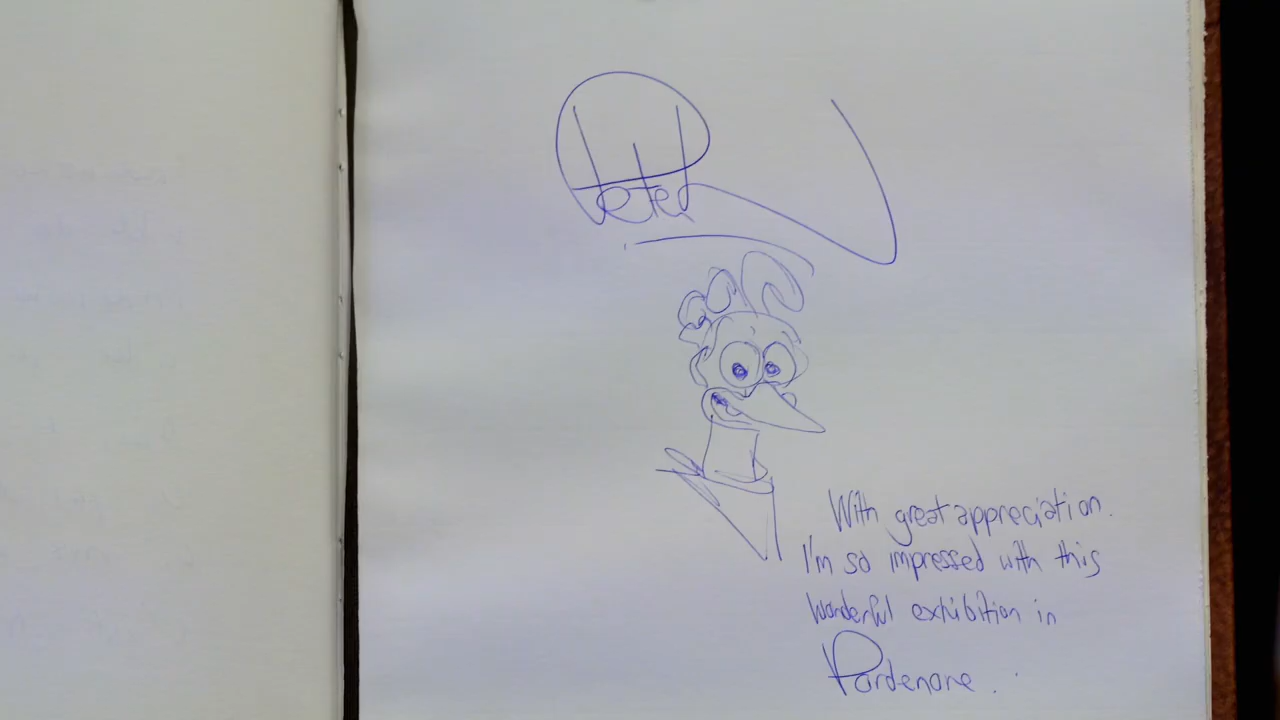 Peter
With great appreciation.
I'm so impressed with this
wonderful exhibition in
Pordenone.